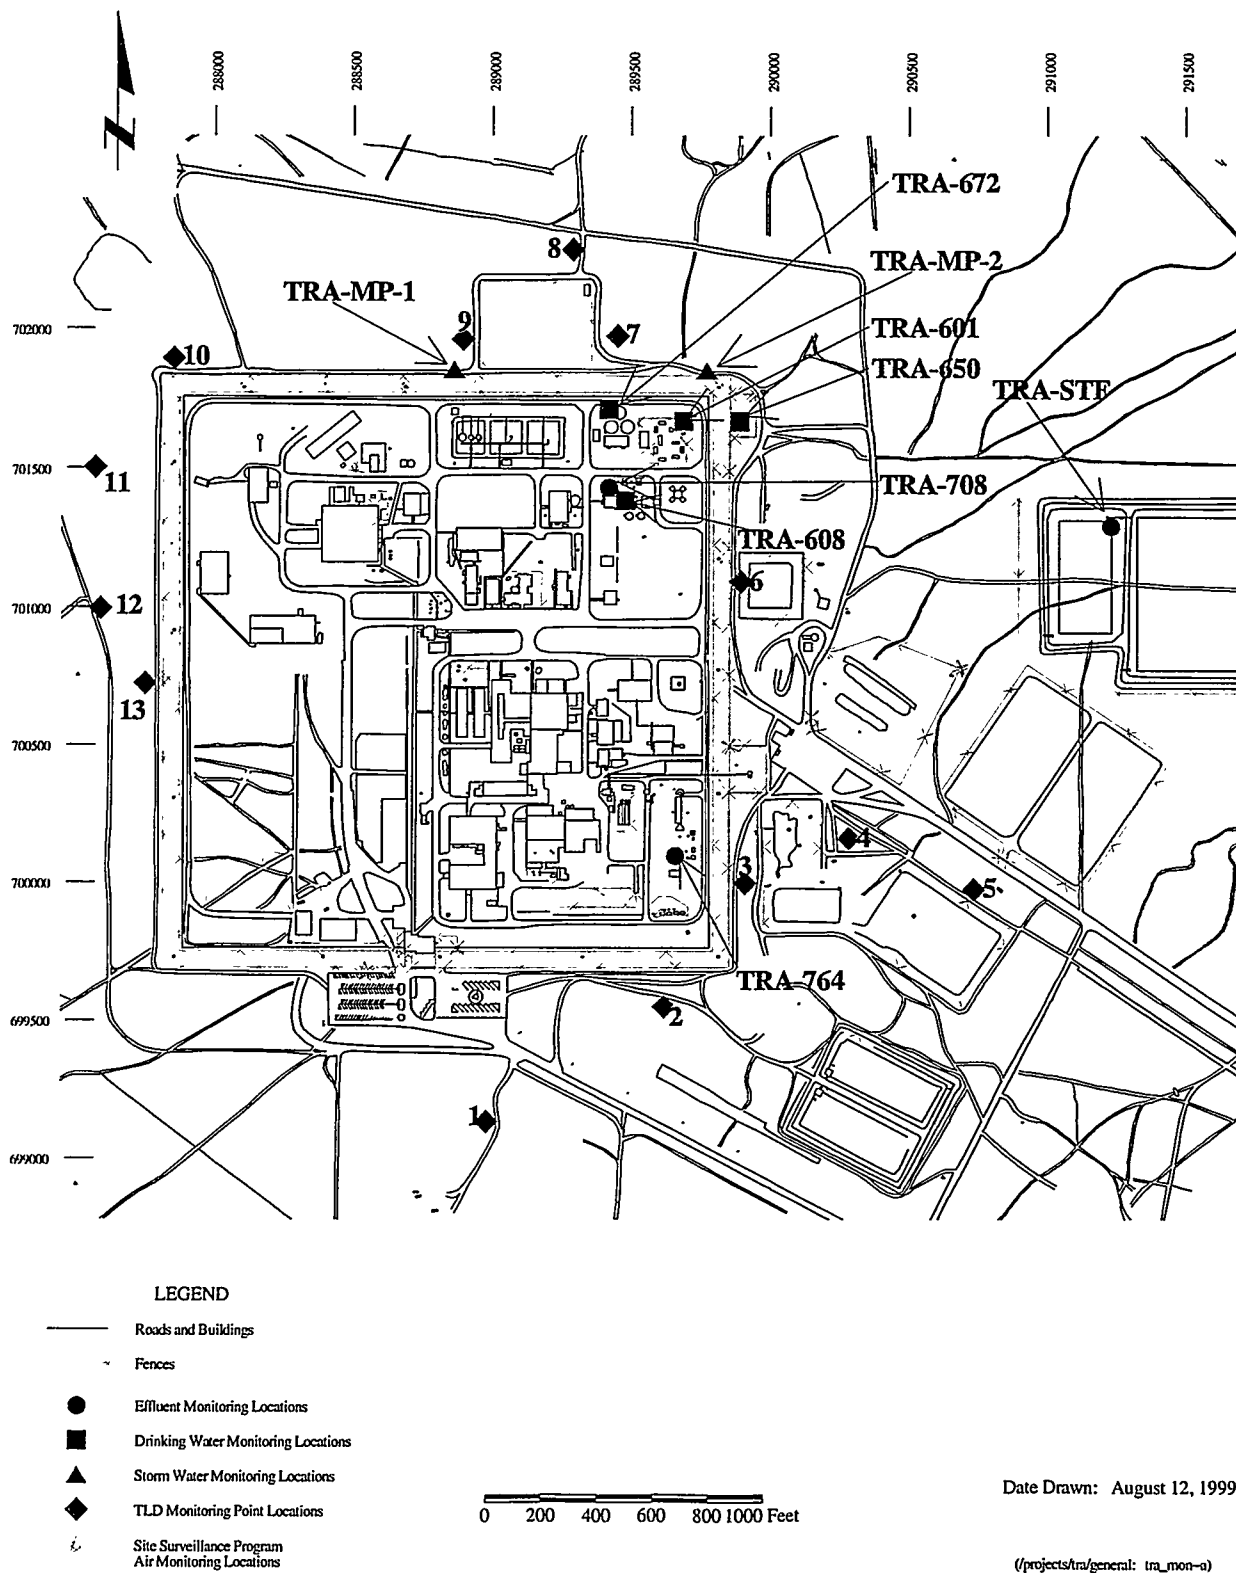 288000
288500
289000
289500
290000
290500
291000
291500
TRA-672
8
TRA-MP-2
TRA-MP-1
702000
9
7
TRA-601
10
TRA-650
TRA-STF
701500
11
TRA-708
TRA-608
6
701000
12
13
700500
4
3
700000
5
TRA-764
699500
2
1
699000
LEGEND
Roads and Buildings
Fences
Effluent Monitoring Locations
Drinking Water Monitoring Locations
Storm Water Monitoring Locations
TLD Monitoring Point Locations
Site Surveillance Program
Air Monitoring Locations
0 200 400 600 800 1000 Feet
Date Drawn: August 12, 1999
(/projects/tra/general: tra_mon-a)